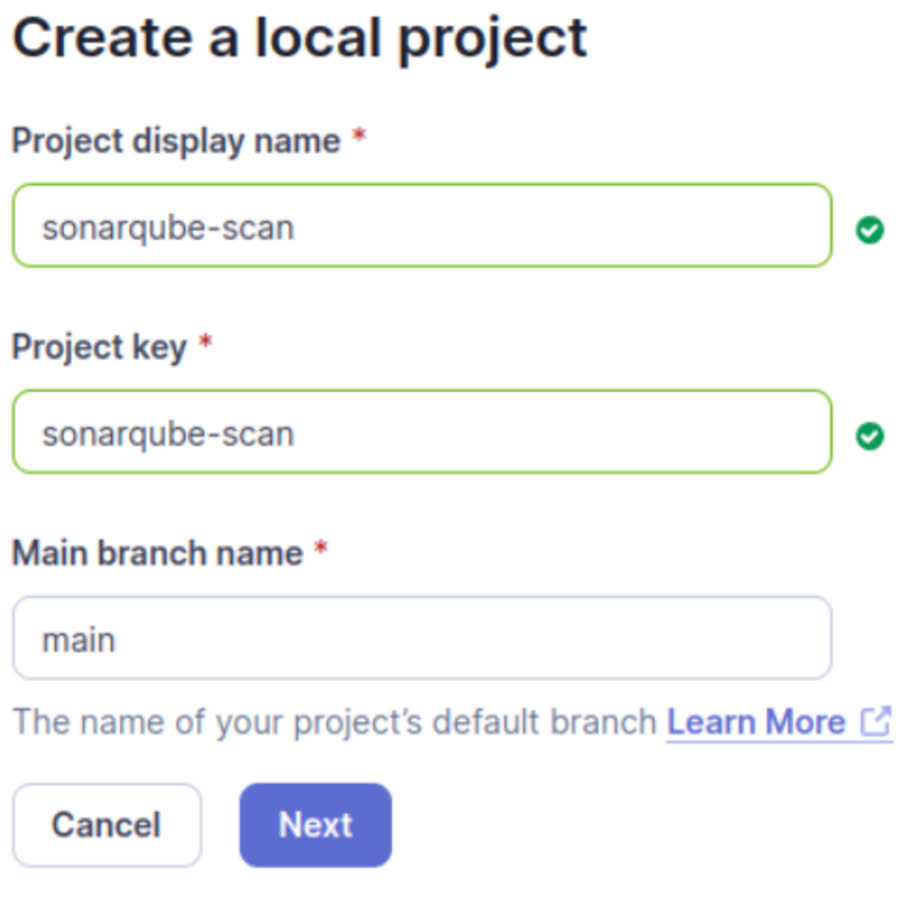 Create a local project
Project display name *
sonarqube-scan
Project key *
sonarqube-scan
Main branch name *
main
The name of your project’s default branch Learn More
Cancel Next